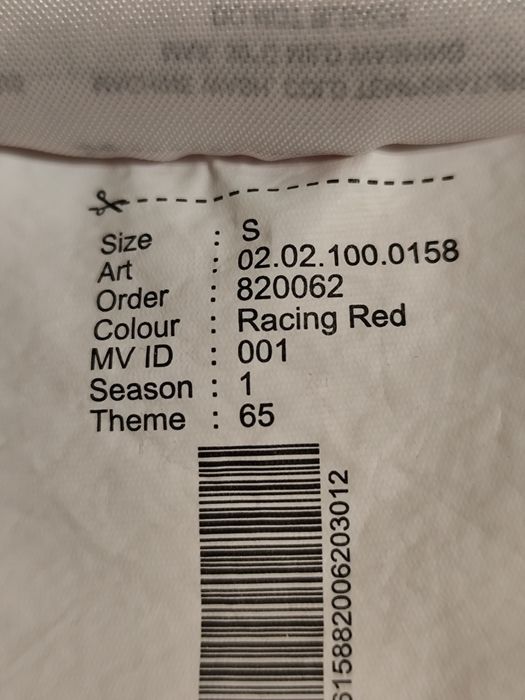 Size : S
Art : 02.02.100.0158
Order : 820062
Colour : Racing Red
MV ID : 001
Season : 1
Theme : 65
615882006203012